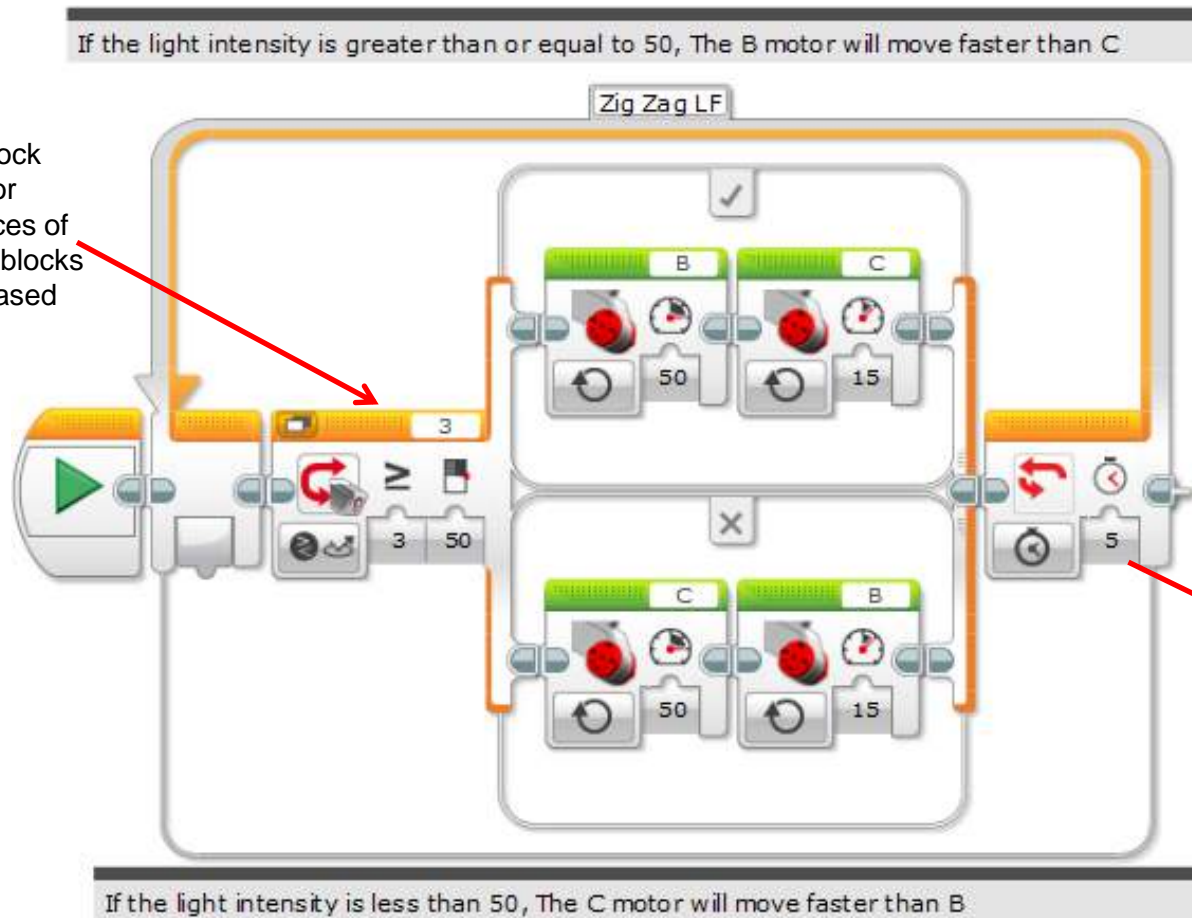 If the light intensity is greater than or equal to 50, The B motor will move faster than C
Zig Zag LF
ock
or
ces of
blocks
ased
B
C
50
15
3
≥
3
50
5
C
B
50
15
If the light intensity is less than 50, The C motor will move faster than B